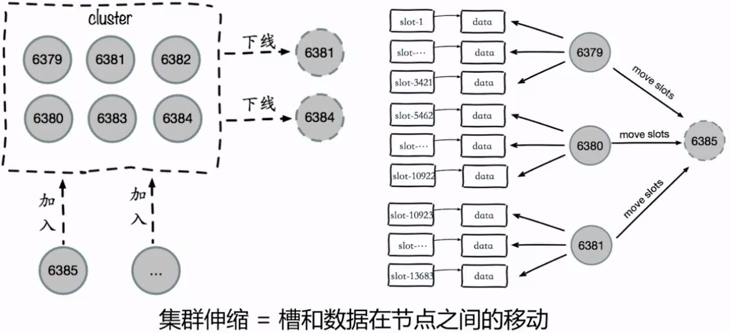 cluster
6379 6381 6382
6380 6383 6384
下线 6381
下线 6384
加入
加入
6385 ...
slot-1 data
slot-···· data
slot-3421 data
6379
slot-5462 data
slot-···· data
slot-10922 data
6380
slot-10923 data
slot-···· data
slot-13683 data
6381
move slots
move slots
move slots
6385
集群伸缩 = 槽和数据在节点之间的移动